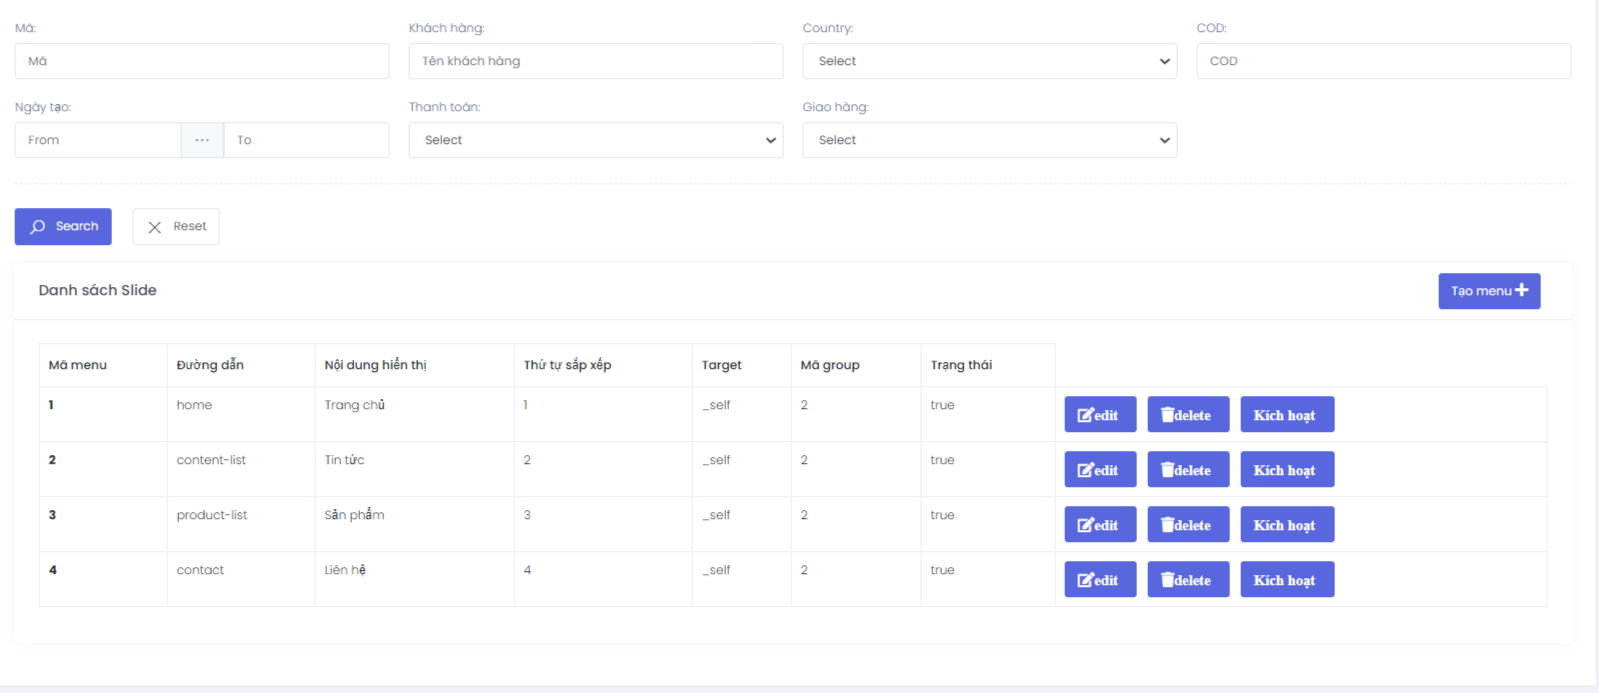 Mã: Khách hàng: Country: COD:
Mã Tên khách hàng Select COD
Ngày tạo: Thanh toán: Giao hàng:
From ... To Select Select
Search Reset
Danh sách Slide Tạo menu
Mã menu Đường dẫn Nội dung hiển thị Thứ tự sắp xếp Target Mã group Trạng thái
1 home Trang chủ 1 _self 2 true edit delete Kích hoạt
2 content-list Tin tức 2 _self 2 true edit delete Kích hoạt
3 product-list Sản phẩm 3 _self 2 true edit delete Kích hoạt
4 contact Liên hệ 4 _self 2 true edit delete Kích hoạt